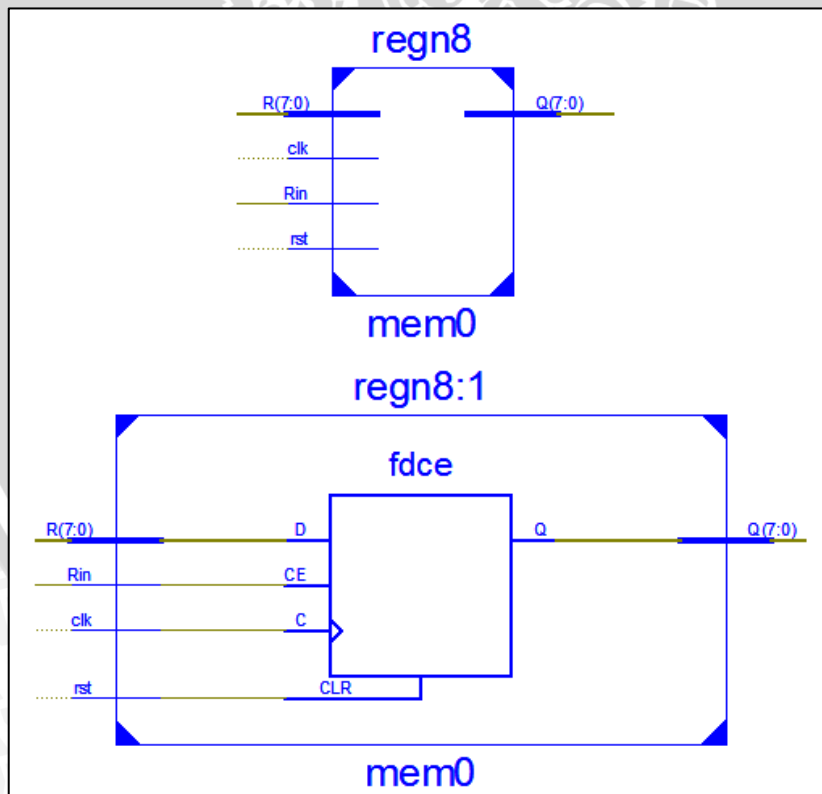 regn8
R(7:0) Q(7:0)
clk
Rin
rst
mem0
regn8:1
fdce
R(7:0) D Q Q(7:0)
Rin CE
clk C
rst CLR
mem0